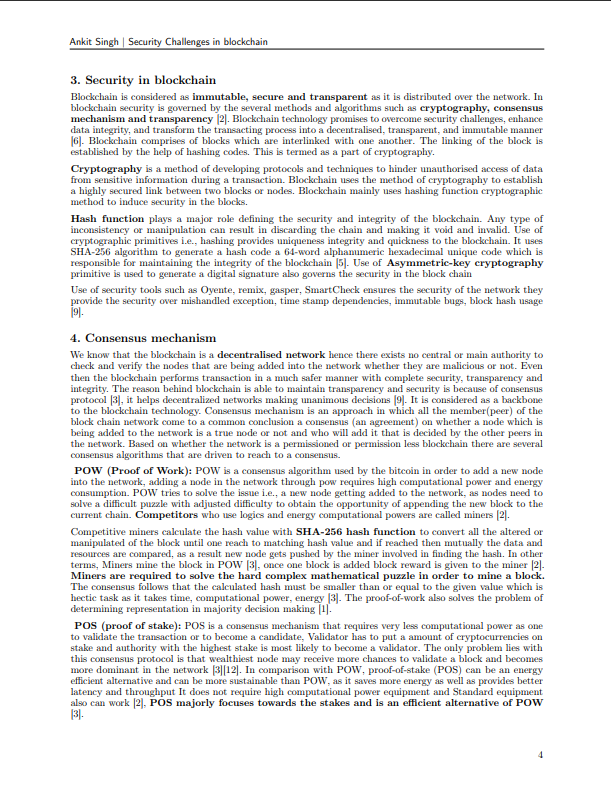 Ankit Singh | Security Challenges in blockchain
3. Security in blockchain
Blockchain is considered as immutable, secure and transparent as it is distributed over the network. In
blockchain security is governed by the several methods and algorithms such as cryptography, consensus
mechanism and transparency [2]. Blockchain technology promises to overcome security challenges, enhance
data integrity, and transform the transacting process into a decentralised, transparent, and immutable manner
[6]. Blockchain comprises of blocks which are interlinked with one another. The linking of the block is
established by the help of hashing codes. This is termed as a part of cryptography.
Cryptography is a method of developing protocols and techniques to hinder unauthorised access of data
from sensitive information during a transaction. Blockchain uses the method of cryptography to establish
a highly secured link between two blocks or nodes. Blockchain mainly uses hashing function cryptographic
method to induce security in the blocks.
Hash function plays a major role defining the security and integrity of the blockchain. Any type of
inconsistency or manipulation can result in discarding the chain and making it void and invalid. Use of
cryptographic primitives i.e., hashing provides uniqueness integrity and quickness to the blockchain. It uses
SHA-256 algorithm to generate a hash code a 64-word alphanumeric hexadecimal unique code which is
responsible for maintaining the integrity of the blockchain [5]. Use of Asymmetric-key cryptography
primitive is used to generate a digital signature also governs the security in the block chain
Use of security tools such as Oyente, remix, gasper, SmartCheck ensures the security of the network they
provide the security over mishandled exception, time stamp dependencies, immutable bugs, block hash usage
[9].
4. Consensus mechanism
We know that the blockchain is a decentralised network hence there exists no central or main authority to
check and verify the nodes that are being added into the network whether they are malicious or not. Even
then the blockchain performs transaction in a much safer manner with complete security, transparency and
integrity. The reason behind blockchain is able to maintain transparency and security is because of consensus
protocol [3], it helps decentralized networks making unanimous decisions [9]. It is considered as a backbone
to the blockchain technology. Consensus mechanism is an approach in which all the member(peer) of the
block chain network come to a common conclusion a consensus (an agreement) on whether a node which is
being added to the network is a true node or not and who will add it that is decided by the other peers in
the network. Based on whether the network is a permissioned or permission less blockchain there are several
consensus algorithms that are driven to reach to a consensus.
POW (Proof of Work): POW is a consensus algorithm used by the bitcoin in order to add a new node
into the network, adding a node in the network through pow requires high computational power and energy
consumption. POW tries to solve the issue i.e., a new node getting added to the network, as nodes need to
solve a difficult puzzle with adjusted difficulty to obtain the opportunity of appending the new block to the
current chain. Competitors who use logics and energy computational powers are called miners [2].
Competitive miners calculate the hash value with SHA-256 hash function to convert all the altered or
manipulated of the block until one reach to matching hash value and if reached then mutually the data and
resources are compared, as a result new node gets pushed by the miner involved in finding the hash. In other
terms, Miners mine the block in POW [3], once one block is added block reward is given to the miner [2].
Miners are required to solve the hard complex mathematical puzzle in order to mine a block.
The consensus follows that the calculated hash must be smaller than or equal to the given value which is
hectic task as it takes time, computational power, energy [3]. The proof-of-work also solves the problem of
determining representation in majority decision making [1].
POS (proof of stake): POS is a consensus mechanism that requires very less computational power as one
to validate the transaction or to become a candidate, Validator has to put a amount of cryptocurrencies on
stake and authority with the highest stake is most likely to become a validator. The only problem lies with
this consensus protocol is that wealthiest node may receive more chances to validate a block and becomes
more dominant in the network [3][12]. In comparison with POW, proof-of-stake (POS) can be an energy
efficient alternative and can be more sustainable than POW, as it saves more energy as well as provides better
latency and throughput It does not require high computational power equipment and Standard equipment
also can work [2], POS majorly focuses towards the stakes and is an efficient alternative of POW
[3].
4